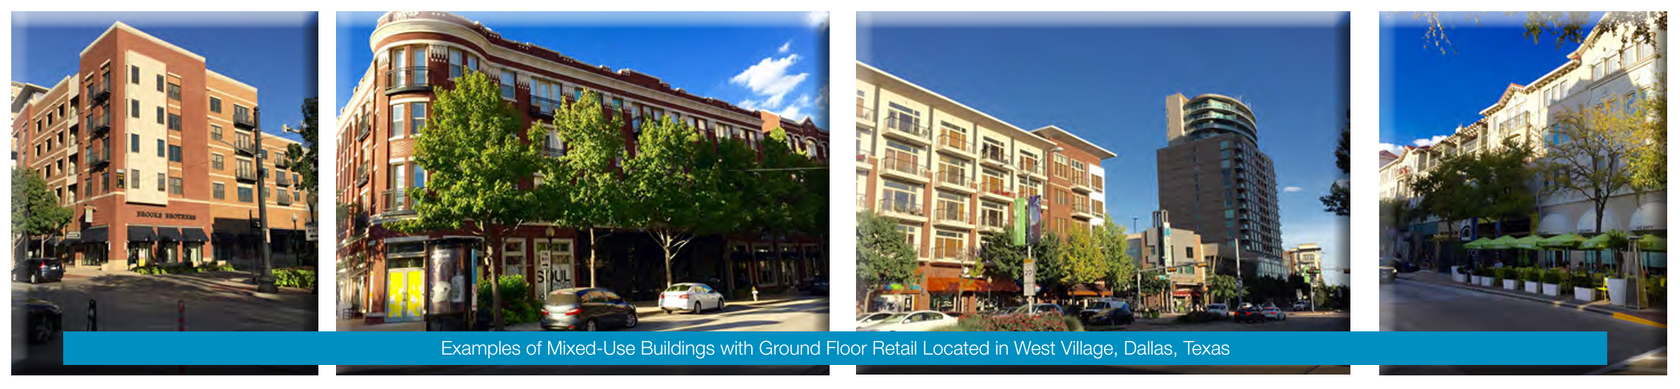 BROOKS BROTHERS
SOUL
Examples of Mixed-Use Buildings with Ground Floor Retail Located in West Village, Dallas, Texas